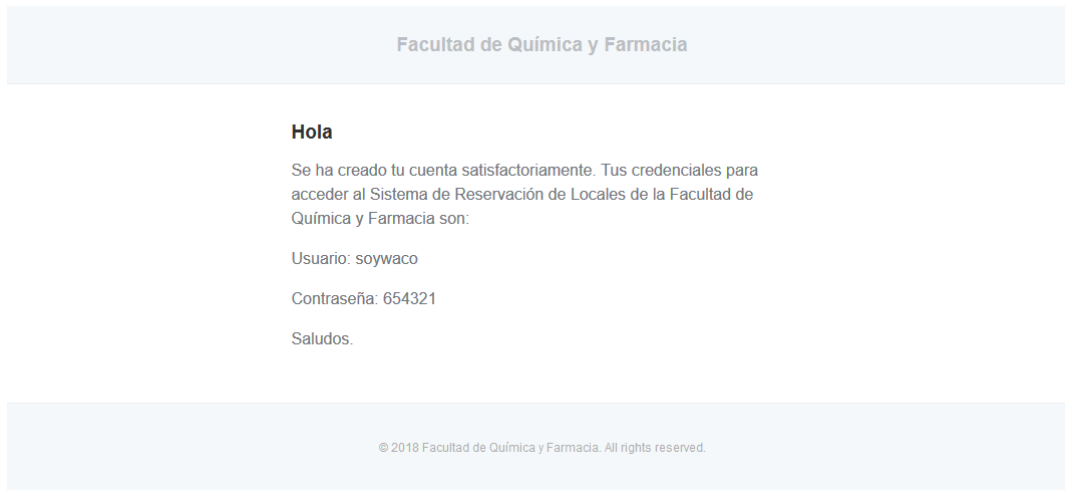 Facultad de Química y Farmacia
Hola
Se ha creado tu cuenta satisfactoriamente. Tus credenciales para
acceder al Sistema de Reservación de Locales de la Facultad de
Química y Farmacia son:
Usuario: soywaco
Contraseña: 654321
Saludos.
© 2018 Facultad de Química y Farmacia. All rights reserved.